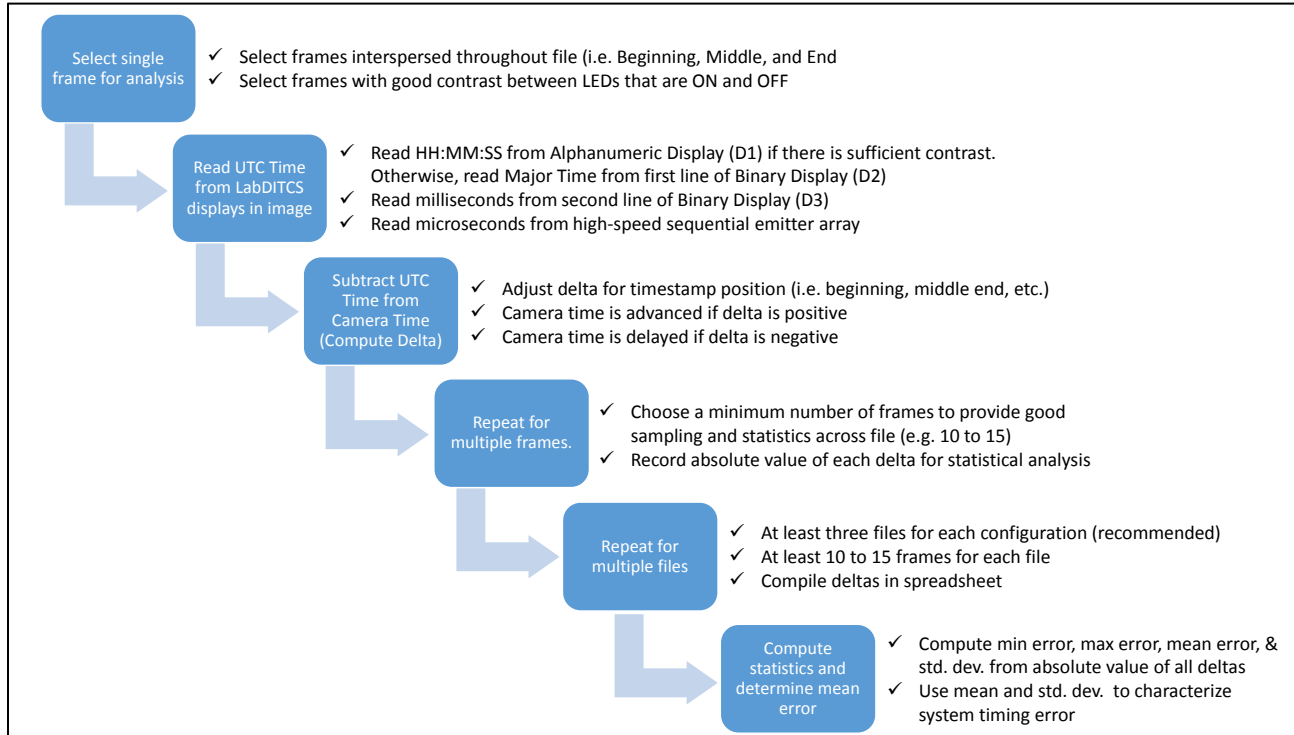 Select single
frame for analysis
✓ Select frames interspersed throughout file (i.e. Beginning, Middle, and End
✓ Select frames with good contrast between LEDs that are ON and OFF
Read UTC Time
from LabDITCS
displays in image
✓ Read HH:MM:SS from Alphanumeric Display (D1) if there is sufficient contrast.
Otherwise, read Major Time from first line of Binary Display (D2)
✓ Read milliseconds from second line of Binary Display (D3)
✓ Read microseconds from high-speed sequential emitter array
Subtract UTC
Time from
Camera Time
(Compute Delta)
✓ Adjust delta for timestamp position (i.e. beginning, middle end, etc.)
✓ Camera time is advanced if delta is positive
✓ Camera time is delayed if delta is negative
Repeat for
multiple frames.
✓ Choose a minimum number of frames to provide good
sampling and statistics across file (e.g. 10 to 15)
✓ Record absolute value of each delta for statistical analysis
Repeat for
multiple files
✓ At least three files for each configuration (recommended)
✓ At least 10 to 15 frames for each file
✓ Compile deltas in spreadsheet
Compute
statistics and
determine mean
error
✓ Compute min error, max error, mean error, &
std. dev. from absolute value of all deltas
✓ Use mean and std. dev. to characterize
system timing error